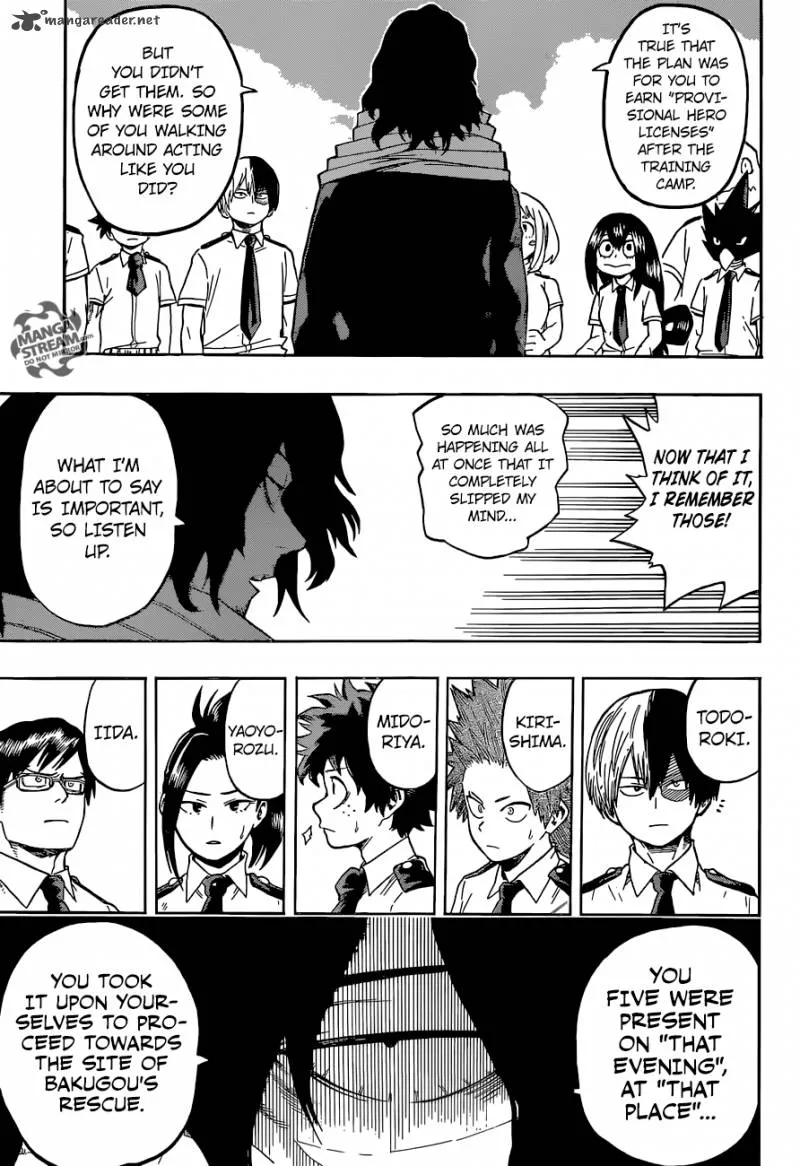 mangareader.net
IT'S
TRUE THAT
THE PLAN WAS
FOR YOU TO
EARN "PROVI-
SIONAL HERO
LICENSES"
AFTER THE
TRAINING
CAMP.
BUT
YOU DIDN'T
GET THEM. SO
WHY WERE SOME
OF YOU WALKING
AROUND ACTING
LIKE YOU
DID?
MANGA
STREAM.COM
DO NOT MIRROR!
NOW THAT I
THINK OF IT,
I REMEMBER
THOSE!
SO MUCH WAS
HAPPENING ALL
AT ONCE THAT IT
COMPLETELY
SLIPPED MY
MIND...
WHAT I'M
ABOUT TO SAY
IS IMPORTANT,
SO LISTEN
UP.
TODO-
ROKI.
KIRI-
SHIMA.
MIDO-
RIYA.
YAOYO-
ROZU.
IIDA.
YOU
FIVE WERE
PRESENT
ON "THAT
EVENING",
AT "THAT
PLACE"...
YOU TOOK
IT UPON YOUR-
SELVES TO PRO-
CEED TOWARDS
THE SITE OF
BAKUGOU'S
RESCUE.